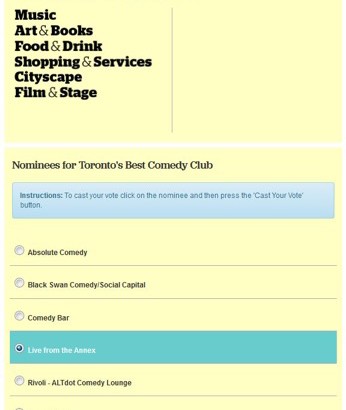 Music
Art & Books
Food & Drink
Shopping & Services
Cityscape
Film & Stage
Nominees for Toronto's Best Comedy Club
Instructions: To cast your vote click on the nominee and then press the 'Cast Your Vote'
button.
Absolute Comedy
Black Swan Comedy/Social Capital
Comedy Bar
Live from the Annex
Rivoli - ALTdot Comedy Lounge